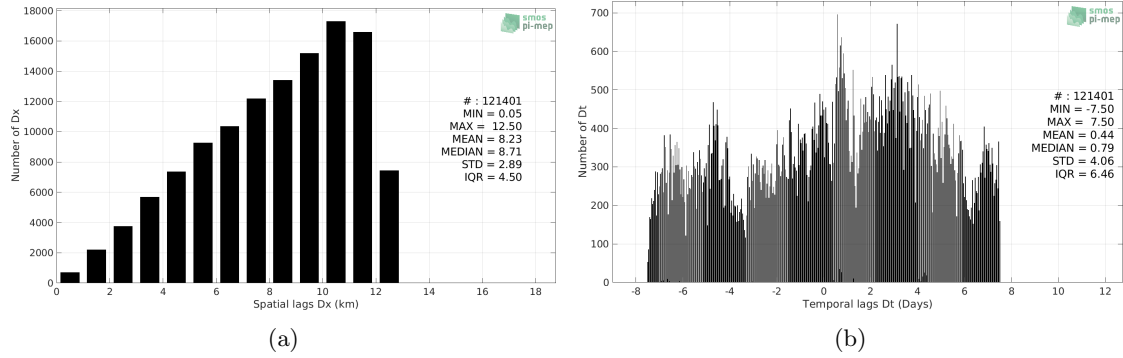 18000
16000
14000
12000
10000
8000
6000
4000
2000
0
Number of Dx
smos
pi-mep
# : 121401
MIN = 0.05
MAX = 12.50
MEAN = 8.23
MEDIAN = 8.71
STD = 2.89
IQR = 4.50
0 2 4 6 8 10 12 14 16 18
Spatial lags Dx (km)
(a)
700
600
500
400
300
200
100
0
Number of Dt
smos
pi-mep
# : 121401
MIN = -7.50
MAX = 7.50
MEAN = 0.44
MEDIAN = 0.79
STD = 4.06
IQR = 6.46
-8 -6 -4 -2 0 2 4 6 8 10 12
Temporal lags Dt (Days)
(b)